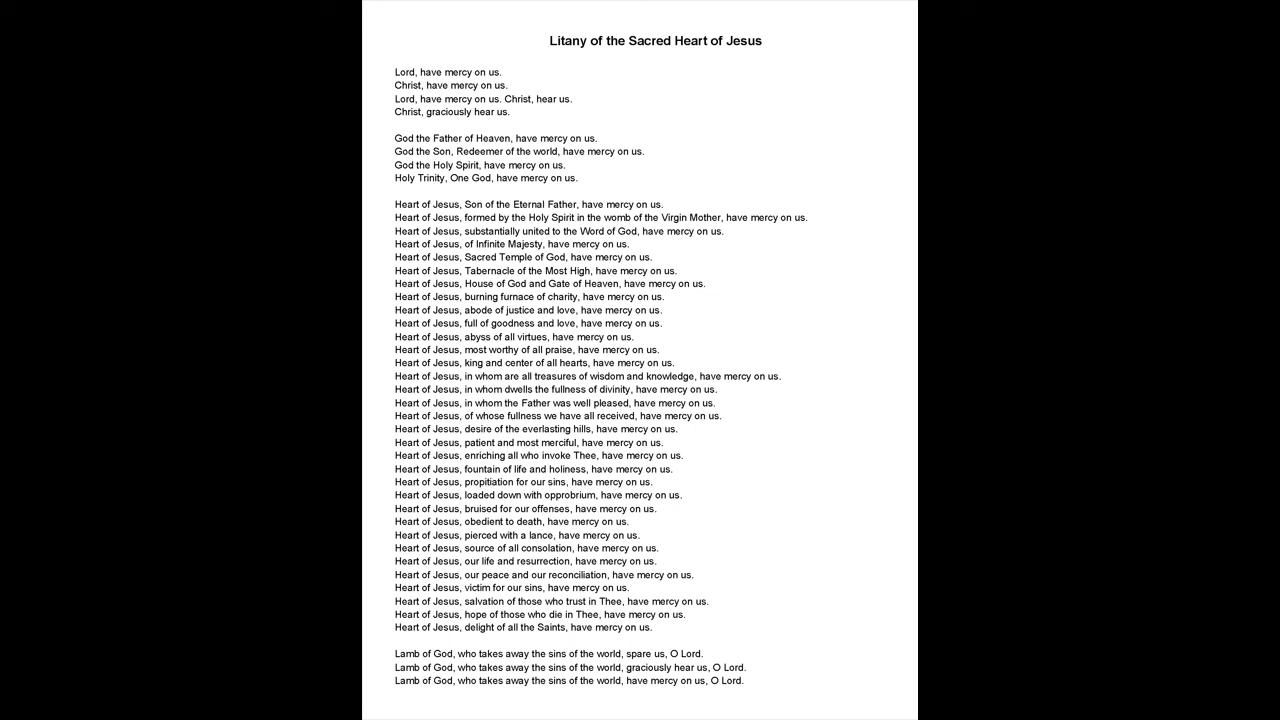 Litany of the Sacred Heart of Jesus
Lord, have mercy on us.
Christ, have mercy on us.
Lord, have mercy on us. Christ, hear us.
Christ, graciously hear us.
God the Father of Heaven, have mercy on us.
God the Son, Redeemer of the world, have mercy on us.
God the Holy Spirit, have mercy on us.
Holy Trinity, One God, have mercy on us.
Heart of Jesus, Son of the Eternal Father, have mercy on us.
Heart of Jesus, formed by the Holy Spirit in the womb of the Virgin Mother, have mercy on us.
Heart of Jesus, substantially united to the Word of God, have mercy on us.
Heart of Jesus, of Infinite Majesty, have mercy on us.
Heart of Jesus, Sacred Temple of God, have mercy on us.
Heart of Jesus, Tabernacle of the Most High, have mercy on us.
Heart of Jesus, House of God and Gate of Heaven, have mercy on us.
Heart of Jesus, burning furnace of charity, have mercy on us.
Heart of Jesus, abode of justice and love, have mercy on us.
Heart of Jesus, full of goodness and love, have mercy on us.
Heart of Jesus, abyss of all virtues, have mercy on us.
Heart of Jesus, most worthy of all praise, have mercy on us.
Heart of Jesus, king and center of all hearts, have mercy on us.
Heart of Jesus, in whom are all treasures of wisdom and knowledge, have mercy on us.
Heart of Jesus, in whom dwells the fullness of divinity, have mercy on us.
Heart of Jesus, in whom the Father was well pleased, have mercy on us.
Heart of Jesus, of whose fullness we have all received, have mercy on us.
Heart of Jesus, desire of the everlasting hills, have mercy on us.
Heart of Jesus, patient and most merciful, have mercy on us.
Heart of Jesus, enriching all who invoke Thee, have mercy on us.
Heart of Jesus, fountain of life and holiness, have mercy on us.
Heart of Jesus, propitiation for our sins, have mercy on us.
Heart of Jesus, loaded down with opprobrium, have mercy on us.
Heart of Jesus, bruised for our offenses, have mercy on us.
Heart of Jesus, obedient to death, have mercy on us.
Heart of Jesus, pierced with a lance, have mercy on us.
Heart of Jesus, source of all consolation, have mercy on us.
Heart of Jesus, our life and resurrection, have mercy on us.
Heart of Jesus, our peace and our reconciliation, have mercy on us.
Heart of Jesus, victim for our sins, have mercy on us.
Heart of Jesus, salvation of those who trust in Thee, have mercy on us.
Heart of Jesus, hope of those who die in Thee, have mercy on us.
Heart of Jesus, delight of all the Saints, have mercy on us.
Lamb of God, who takes away the sins of the world, spare us, O Lord.
Lamb of God, who takes away the sins of the world, graciously hear us, O Lord.
Lamb of God, who takes away the sins of the world, have mercy on us, O Lord.